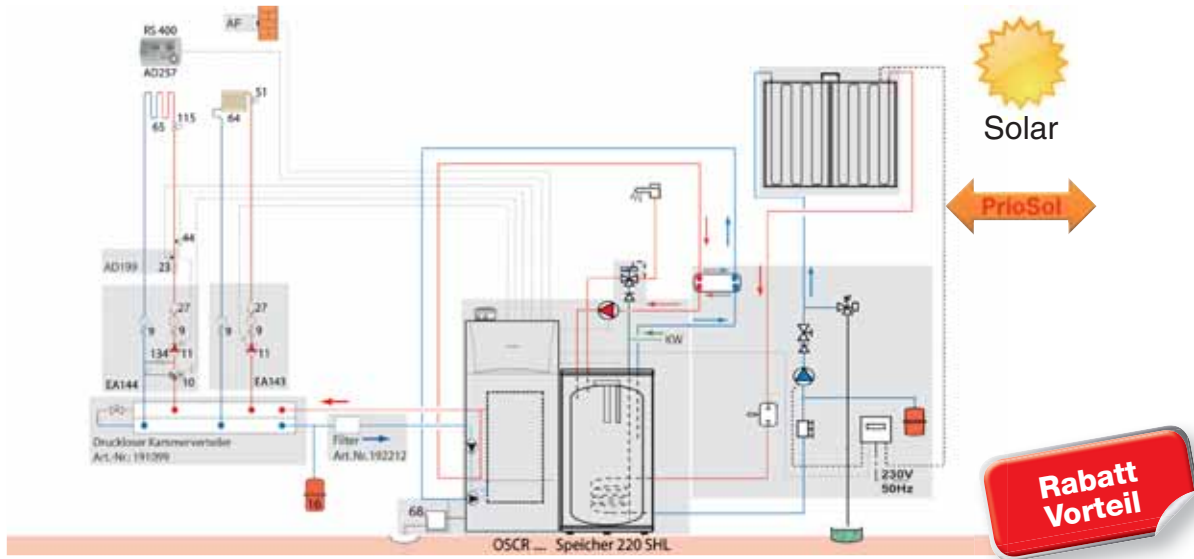 AF
RS 400
AD257
51
115
65
64
Solar
PrioSol
44
AD199
23
27
27
9
9
9
9
134
11
11
10
EA144
EA143
KW
Druckloser Kammerverteiler
Art.-Nr.: 191099
Filter
Art.Nr.192212
16
68
230V
50Hz
OSCR .... Speicher 220 SHL
Rabatt
Vorteil